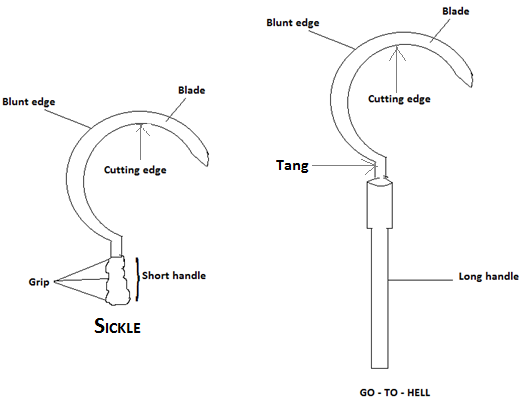 Blade
Blunt edge
Cutting edge
Grip
Short handle
SICKLE
Blade
Blunt edge
Cutting edge
Tang
Long handle
GO - TO - HELL